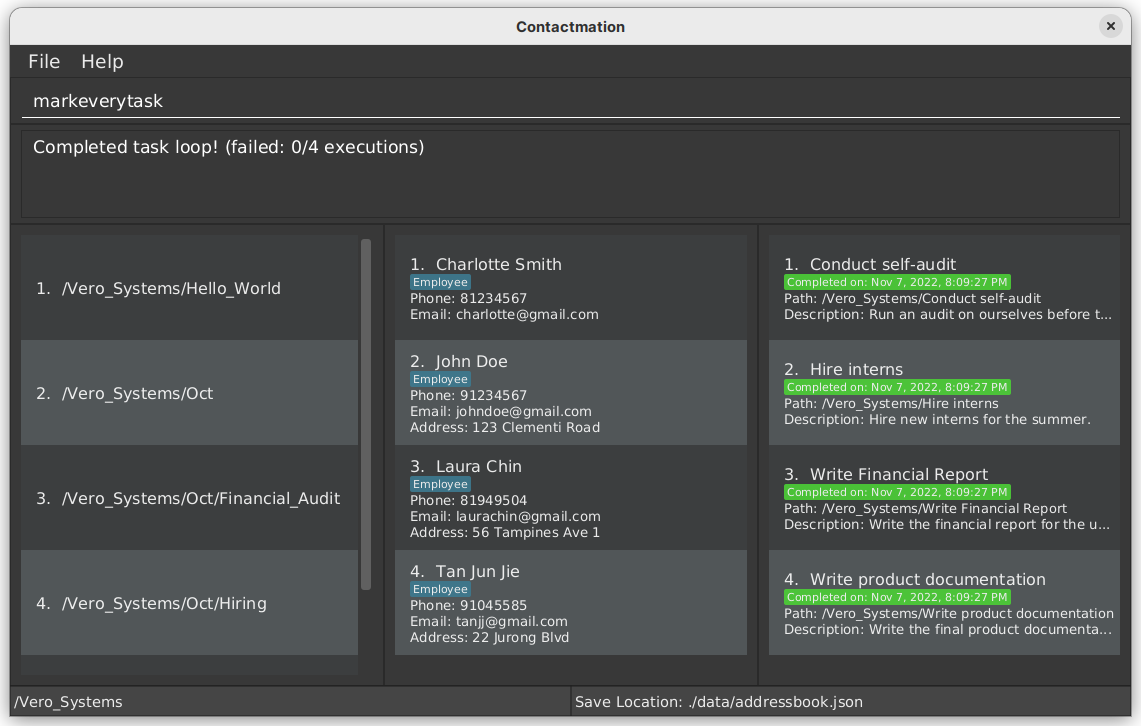 Contactmation
File Help
markeverytask
Completed task loop! (failed: 0/4 executions)
1. /Vero_Systems/Hello_World
2. /Vero_Systems/Oct
3. /Vero_Systems/Oct/Financial_Audit
4. /Vero_Systems/Oct/Hiring
1. Charlotte Smith
Employee
Phone: 81234567
Email: charlotte@gmail.com
2. John Doe
Employee
Phone: 91234567
Email: johndoe@gmail.com
Address: 123 Clementi Road
3. Laura Chin
Employee
Phone: 81949504
Email: laurachin@gmail.com
Address: 56 Tampines Ave 1
4. Tan Jun Jie
Employee
Phone: 91045585
Email: tanjj@gmail.com
Address: 22 Jurong Blvd
1. Conduct self-audit
Completed on: Nov 7, 2022, 8:09:27 PM
Path: /Vero_Systems/Conduct self-audit
Description: Run an audit on ourselves before t...
2. Hire interns
Completed on: Nov 7, 2022, 8:09:27 PM
Path: /Vero_Systems/Hire interns
Description: Hire new interns for the summer.
3. Write Financial Report
Completed on: Nov 7, 2022, 8:09:27 PM
Path: /Vero_Systems/Write Financial Report
Description: Write the financial report for the u...
4. Write product documentation
Completed on: Nov 7, 2022, 8:09:27 PM
Path: /Vero_Systems/Write product documentation
Description: Write the final product documenta...
/Vero_Systems
Save Location: ./data/addressbook.json